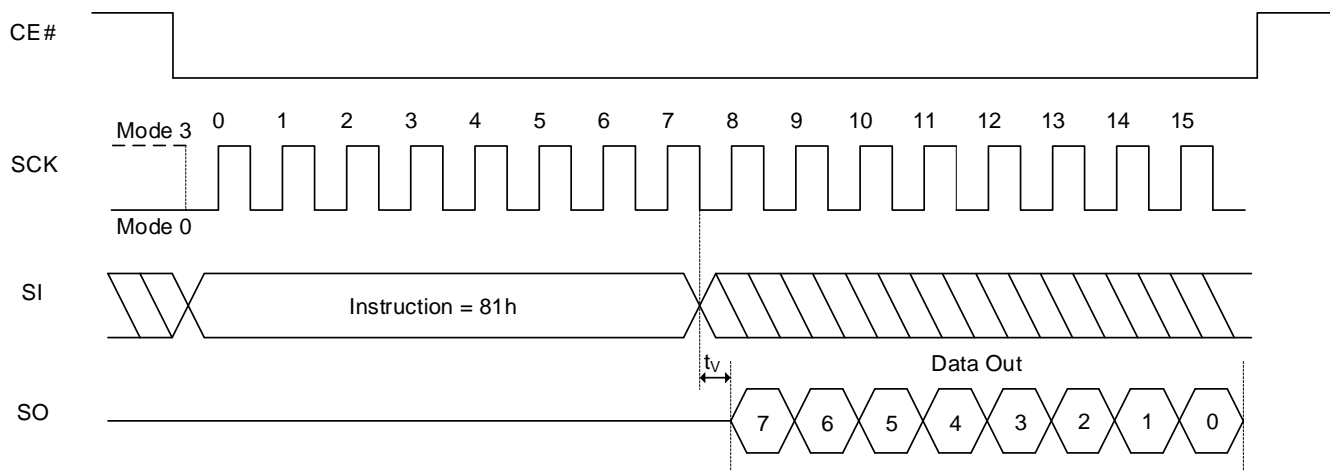 CE#
0 1 2 3 4 5 6 7 8 9 10 11 12 13 14 15
Mode 3
SCK
Mode 0
SI
Instruction = 81h
tV
Data Out
SO
7 6 5 4 3 2 1 0